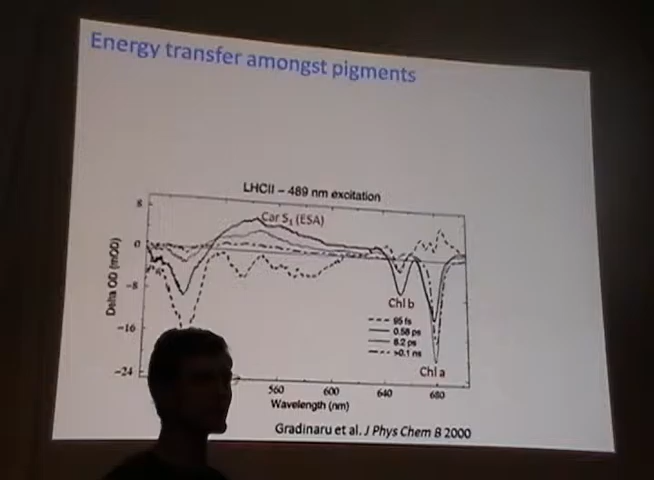 Energy transfer amongst pigments
LHCII – 489 nm excitation
Car S₁ (ESA)
Delta OD (mOD)
8
0
-8
-16
-24
Chl b
95 fs
0.58 ps
6.2 ps
>0.1 ns
Chl a
560
600
640
680
Wavelength (nm)
Gradinaru et al. J Phys Chem B 2000